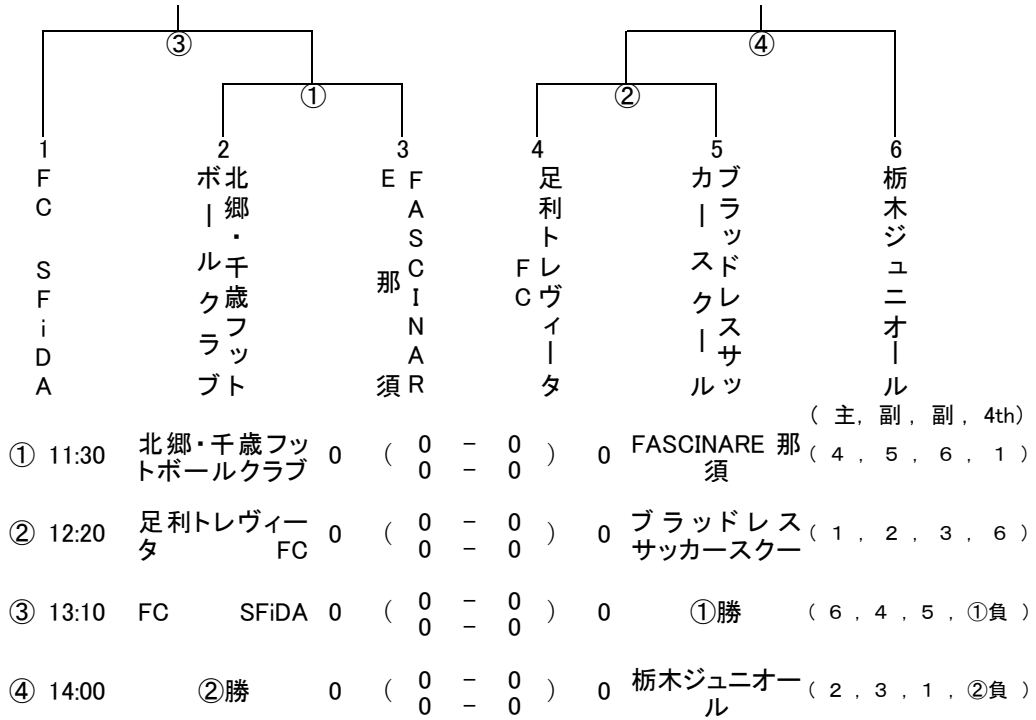 ③ ④
① ②
1 2 3 4 5 6
FC SFiDA
北郷・千歳フット
ボールクラブ
FASCINAR
E 那須
足利トレヴィータ
FC
ブラッドレスサッ
カースクール
栃木ジュニオール
( 主, 副, 副, 4th)
① 11:30 北郷・千歳フッ 0 ( 0 - 0 ) 0 FASCINARE 那 ( 4 , 5 , 6 , 1 )
トボールクラブ 0 - 0 須
② 12:20 足利トレヴィー 0 ( 0 - 0 ) 0 ブラッドレス ( 1 , 2 , 3 , 6 )
タ FC 0 - 0 サッカースクー
③ 13:10 FC SFiDA 0 ( 0 - 0 ) 0 ①勝 ( 6 , 4 , 5 , ①負 )
0 - 0
④ 14:00 ②勝 0 ( 0 - 0 ) 0 栃木ジュニオー ( 2 , 3 , 1 , ②負 )
0 - 0 ル